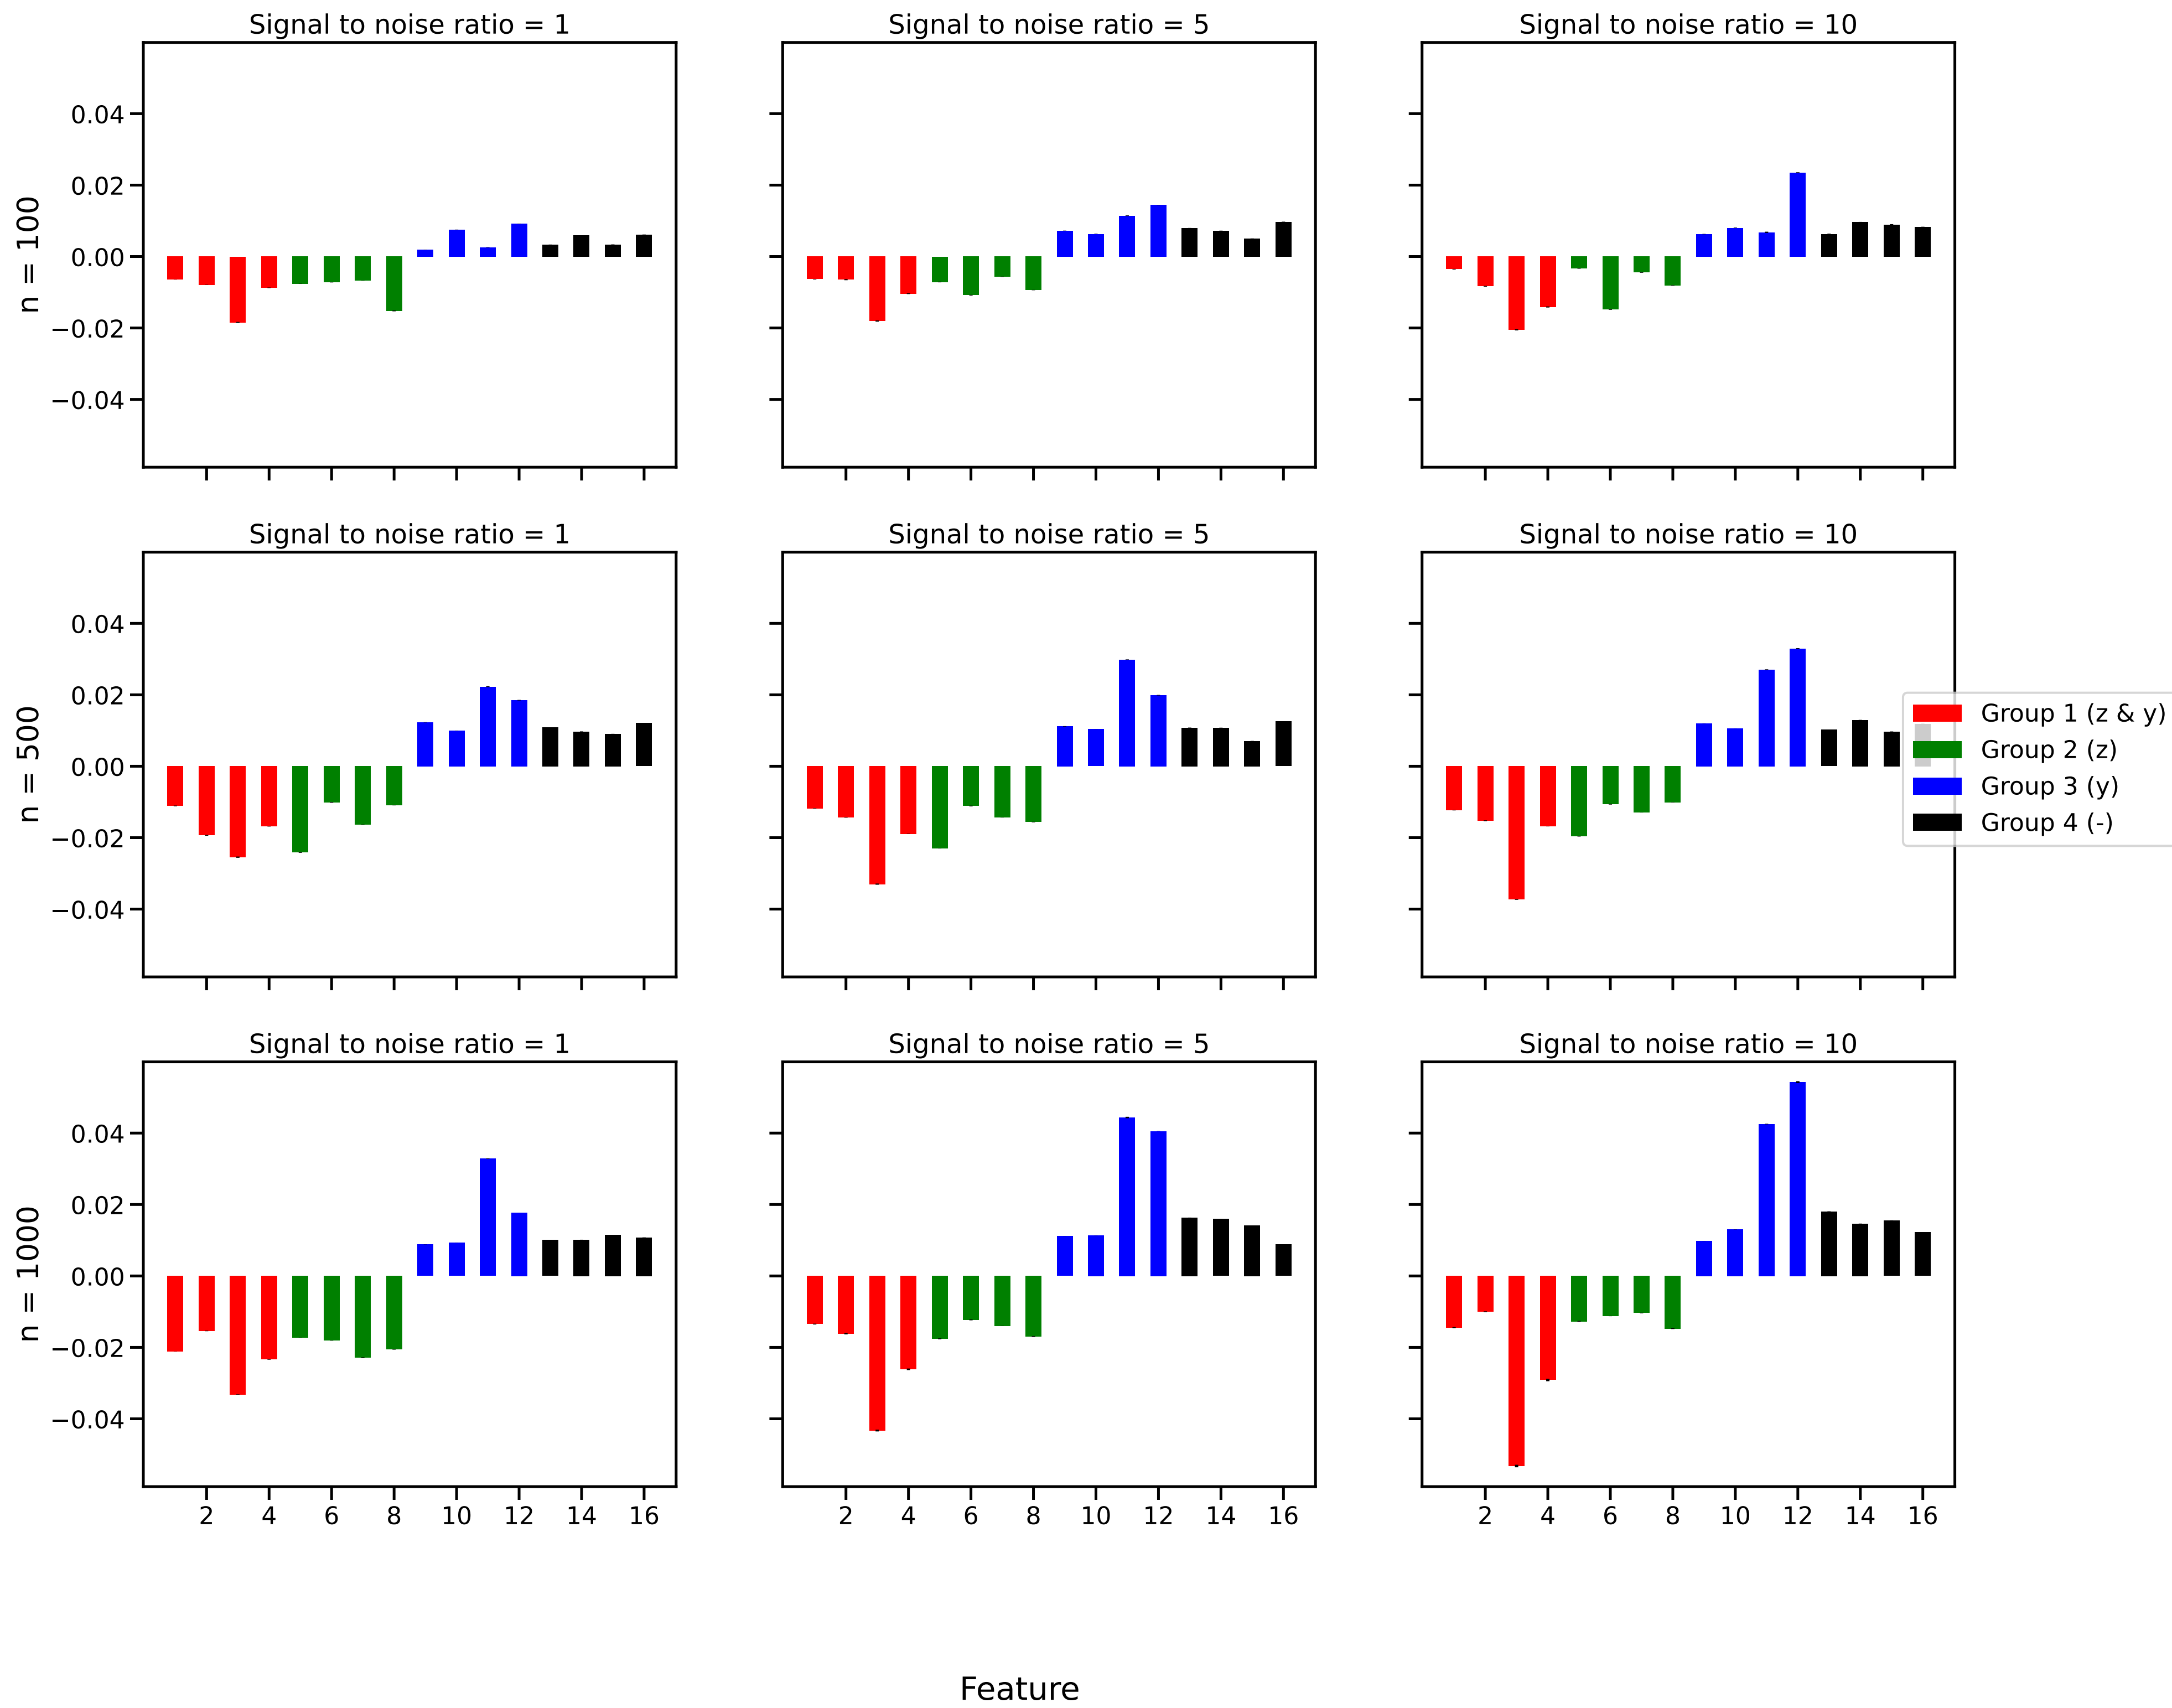 Signal to noise ratio = 1
Signal to noise ratio = 5
Signal to noise ratio = 10
n = 100
0.04
0.02
0.00
−0.02
−0.04
Signal to noise ratio = 1
Signal to noise ratio = 5
Signal to noise ratio = 10
n = 500
0.04
0.02
0.00
−0.02
−0.04
Group 1 (z & y)
Group 2 (z)
Group 3 (y)
Group 4 (-)
Signal to noise ratio = 1
Signal to noise ratio = 5
Signal to noise ratio = 10
n = 1000
0.04
0.02
0.00
−0.02
−0.04
2 4 6 8 10 12 14 16
2 4 6 8 10 12 14 16
2 4 6 8 10 12 14 16
Feature